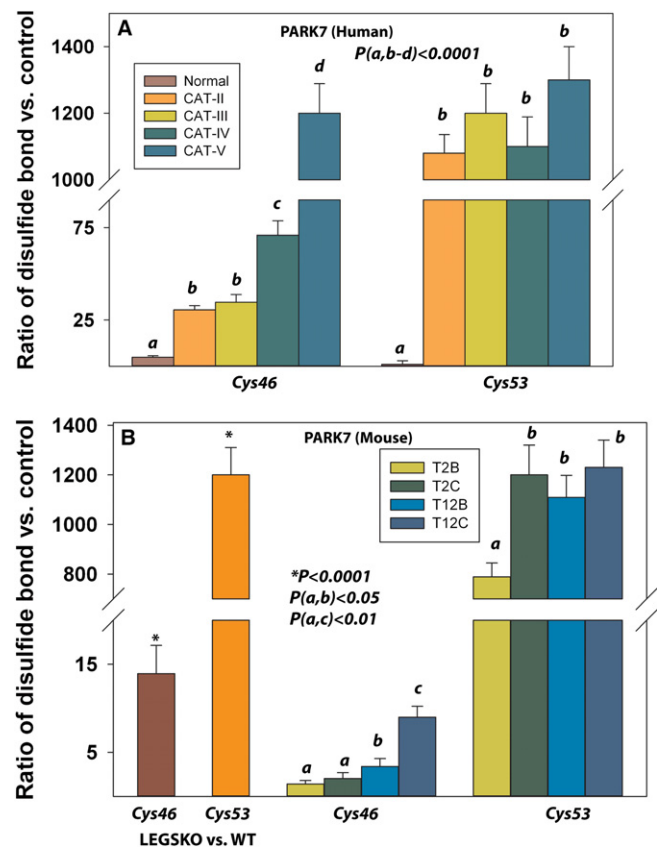 A
PARK7 (Human)
P(a,b-d)<0.0001
Normal
CAT-II
CAT-III
CAT-IV
CAT-V
Ratio of disulfide bond vs. control
1400
1200
1000
75
25
a
b
b
c
d
a
b
b
b
b
Cys46
Cys53
B
PARK7 (Mouse)
T2B
T2C
T12B
T12C
*P<0.0001
P(a,b)<0.05
P(a,c)<0.01
Ratio of disulfide bond vs. control
1400
1200
1000
800
15
5
*
*
a
a
b
c
a
b
b
b
Cys46 Cys53 Cys46 Cys53
LEGSKO vs. WT